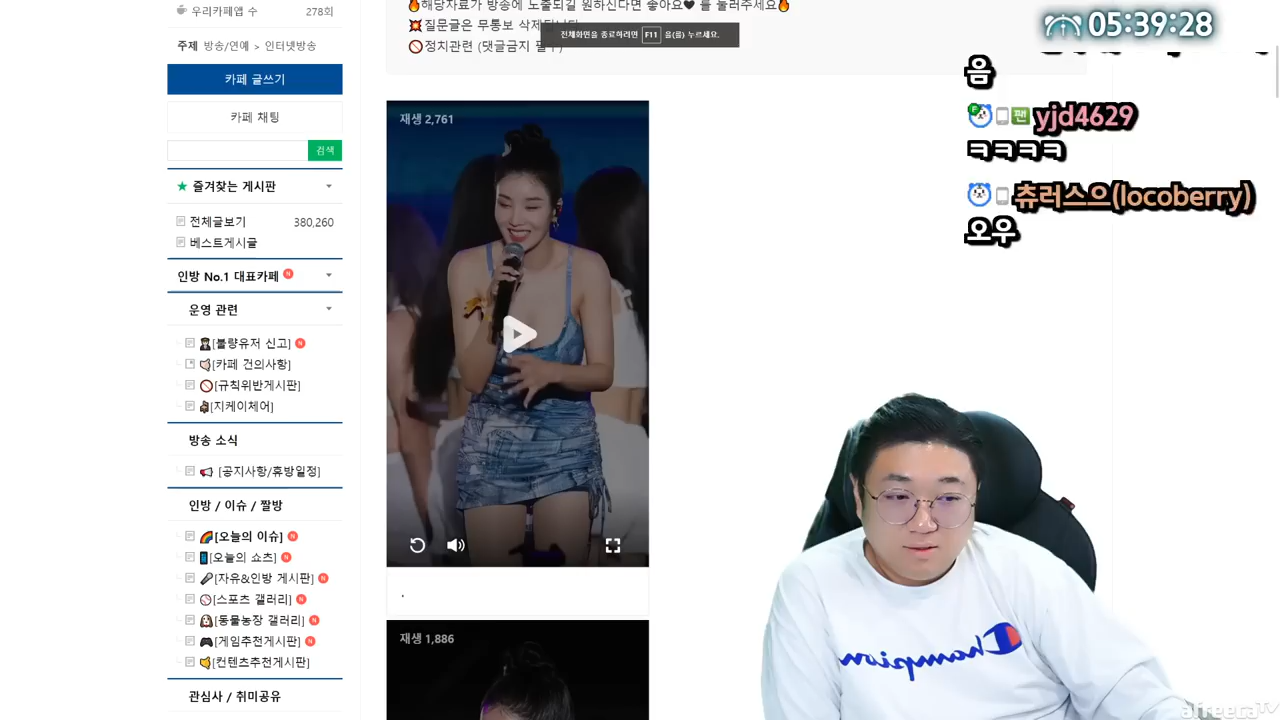 우리카페앱 수 278회
주제 방송/연예 > 인터넷방송
카페 글쓰기
카페 채팅
검색
★ 즐겨찾는 게시판
전체글보기 380,260
베스트게시글
인방 No.1 대표카페 N
운영 관련
[불량유저 신고] N
[카페 건의사항]
[규칙위반게시판]
[지케이체어]
방송 소식
[공지사항/휴방일정]
인방 / 이슈 / 짤방
[오늘의 이슈] N
[오늘의 쇼츠] N
[자유&인방 게시판] N
[스포츠 갤러리] N
[동물농장 갤러리] N
[게임추천게시판] N
[컨텐츠추천게시판]
관심사 / 취미공유
🔥해당자료가 방송에 노출되길 원하신다면 좋아요♥ 를 눌러주세요🔥
💥질문글은 무통보 삭제됩니다
🚫정치관련 (댓글금지 필수)
전체화면을 종료하려면 F11 을(를) 누르세요.
재생 2,761
.
재생 1,886
05:39:28
음
F 팬 yjd4629
ㅋㅋㅋㅋ
츄러스으(locoberry)
오우
Champion
afreecaTV